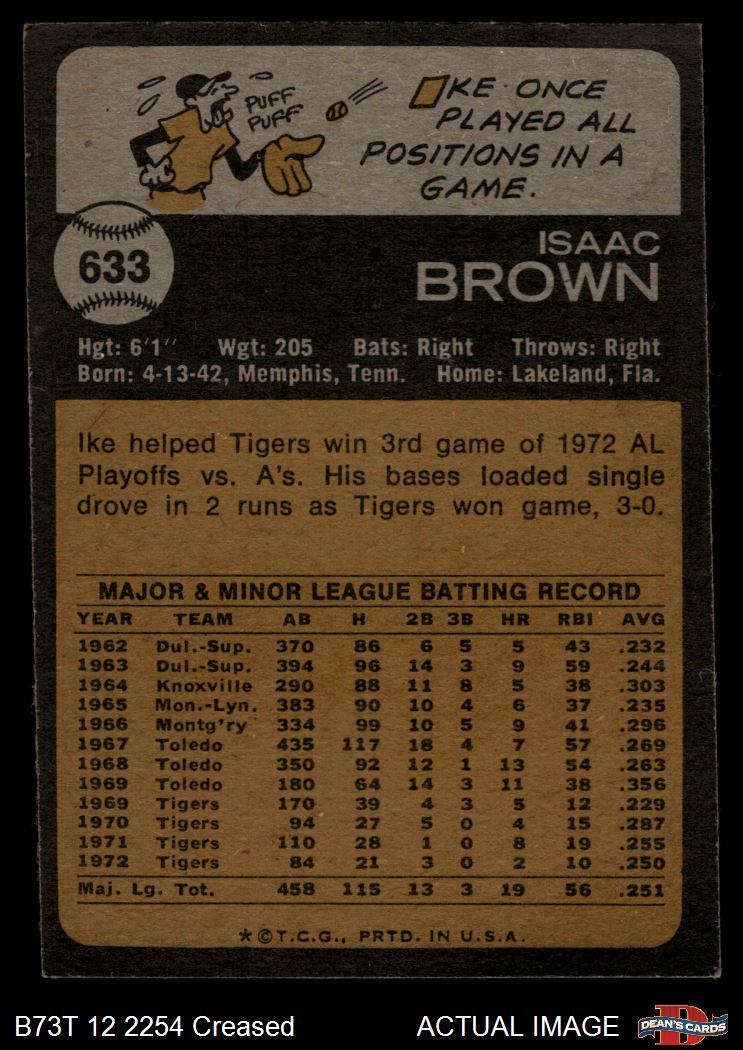 PUFF
PUFF
IKE ONCE
PLAYED ALL
POSITIONS IN A
GAME.
633
ISAAC
BROWN
Hgt: 6'1" Wgt: 205 Bats: Right Throws: Right
Born: 4-13-42, Memphis, Tenn. Home: Lakeland, Fla.
Ike helped Tigers win 3rd game of 1972 AL
Playoffs vs. A's. His bases loaded single
drove in 2 runs as Tigers won game, 3-0.
MAJOR & MINOR LEAGUE BATTING RECORD
YEAR TEAM AB H 2B 3B HR RBI AVG
1962 Dul.-Sup. 370 86 6 5 5 43 .232
1963 Dul.-Sup. 394 96 14 3 9 59 .244
1964 Knoxville 290 88 11 8 5 38 .303
1965 Mon.-Lyn. 383 90 10 4 6 37 .235
1966 Montg'ry 334 99 10 5 9 41 .296
1967 Toledo 435 117 18 4 7 57 .269
1968 Toledo 350 92 12 1 13 54 .263
1969 Toledo 180 64 14 3 11 38 .356
1969 Tigers 170 39 4 3 5 12 .229
1970 Tigers 94 27 5 0 4 15 .287
1971 Tigers 110 28 1 0 8 19 .255
1972 Tigers 84 21 3 0 2 10 .250
Maj. Lg. Tot. 458 115 13 3 19 56 .251
*©T.C.G., PRTD. IN U.S.A.
B73T 12 2254 Creased ACTUAL IMAGE
D
DEAN'S CARDS